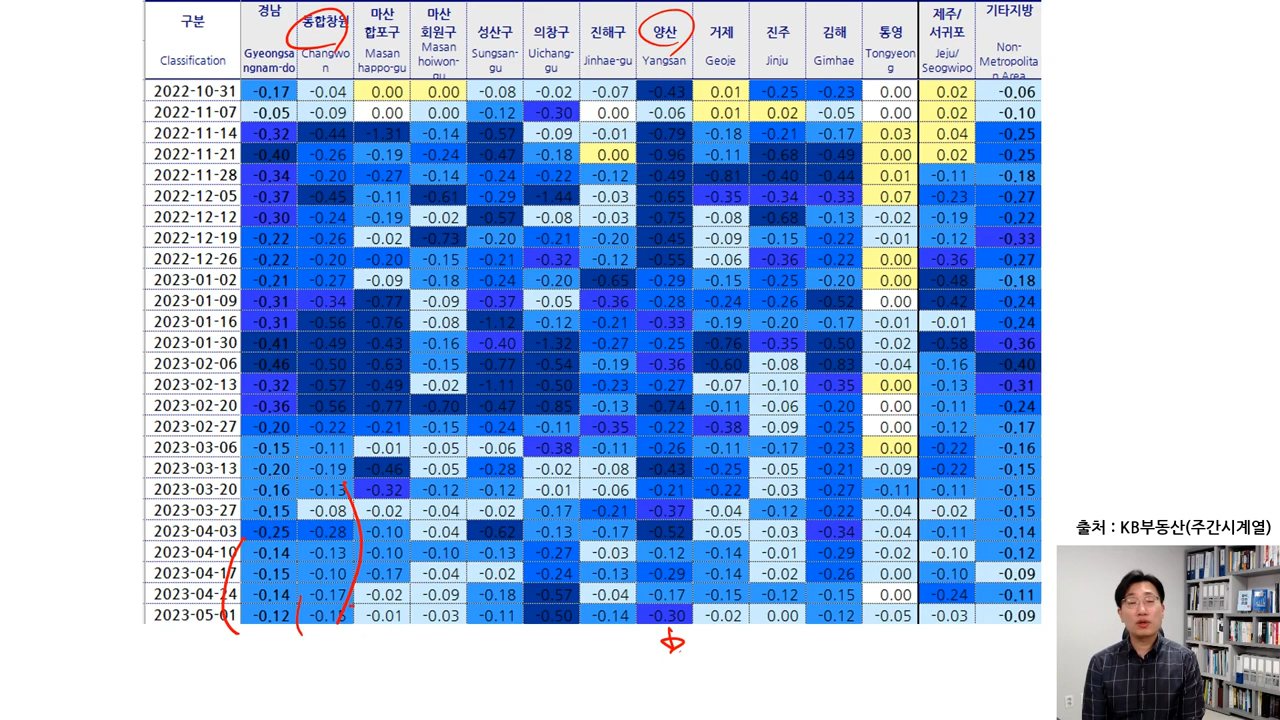 구분 경남 통합창원 마산합포구 마산회원구 성산구 의창구 진해구 양산 거제 진주 김해 통영 제주/서귀포 기타지방
Classification Gyeongsangnam-do Changwon Masan happo-gu Masan hoiwon-gu Sungsan-gu Uichang-gu Jinhae-gu Yangsan Geoje Jinju Gimhae Tongyeong Jeju/Seogwipo Non-Metropolitan Area
2022-10-31 -0.17 -0.04 0.00 0.00 -0.08 -0.02 -0.07 -0.43 0.01 -0.25 -0.23 0.00 0.02 -0.06
2022-11-07 -0.05 -0.09 0.00 0.00 -0.12 -0.30 0.00 -0.06 0.01 0.02 -0.05 0.00 0.02 -0.10
2022-11-14 -0.32 -0.44 -1.31 -0.14 -0.57 -0.09 -0.01 -0.79 -0.18 -0.21 -0.17 0.03 0.04 -0.25
2022-11-21 -0.40 -0.26 -0.19 -0.24 -0.47 -0.18 0.00 -0.96 -0.11 -0.68 -0.49 0.00 0.02 -0.25
2022-11-28 -0.34 -0.20 -0.27 -0.14 -0.24 -0.22 -0.12 -0.49 -0.81 -0.40 -0.44 0.01 -0.11 -0.18
2022-12-05 -0.37 -0.45 -0.11 -0.61 -0.29 -1.44 -0.03 -0.65 -0.35 -0.34 -0.33 0.07 -0.23 -0.27
2022-12-12 -0.30 -0.24 -0.19 -0.02 -0.57 -0.08 -0.03 -0.75 -0.08 -0.68 -0.13 -0.02 -0.19 -0.22
2022-12-19 -0.22 -0.26 -0.02 -0.73 -0.20 -0.21 -0.20 -0.45 -0.09 -0.15 -0.22 -0.01 -0.12 -0.33
2022-12-26 -0.22 -0.20 -0.20 -0.15 -0.21 -0.32 -0.12 -0.55 -0.06 -0.36 -0.22 0.00 -0.36 -0.27
2023-01-02 -0.21 -0.27 -0.09 -0.18 -0.24 -0.20 -0.65 -0.29 -0.15 -0.25 -0.20 0.00 -0.48 -0.18
2023-01-09 -0.31 -0.34 -0.77 -0.09 -0.37 -0.05 -0.36 -0.28 -0.24 -0.26 -0.52 0.00 -0.42 -0.24
2023-01-16 -0.31 -0.56 -0.76 -0.08 -1.12 -0.12 -0.21 -0.33 -0.19 -0.20 -0.17 -0.01 -0.01 -0.24
2023-01-30 -0.41 -0.49 -0.43 -0.16 -0.40 -1.32 -0.27 -0.25 -0.76 -0.35 -0.50 -0.02 -0.58 -0.36
2023-02-06 -0.46 -0.50 -0.63 -0.15 -0.77 -0.54 -0.19 -0.36 -0.60 -0.08 -0.83 -0.04 -0.16 -0.40
2023-02-13 -0.32 -0.57 -0.49 -0.02 -1.11 -0.50 -0.23 -0.27 -0.07 -0.10 -0.35 0.00 -0.13 -0.31
2023-02-20 -0.36 -0.56 -0.77 -0.70 -0.47 -0.85 -0.13 -0.74 -0.11 -0.06 -0.20 0.00 -0.11 -0.24
2023-02-27 -0.20 -0.22 -0.21 -0.15 -0.24 -0.11 -0.35 -0.22 -0.38 -0.09 -0.25 0.00 -0.12 -0.17
2023-03-06 -0.15 -0.11 -0.01 -0.05 -0.06 -0.38 -0.11 -0.26 -0.11 -0.17 -0.23 0.00 -0.22 -0.16
2023-03-13 -0.20 -0.19 -0.46 -0.05 -0.28 -0.02 -0.08 -0.43 -0.25 -0.05 -0.21 -0.09 -0.22 -0.15
2023-03-20 -0.16 -0.13 -0.32 -0.12 -0.12 -0.01 -0.06 -0.21 -0.22 -0.03 -0.27 -0.11 -0.11 -0.15
2023-03-27 -0.15 -0.08 -0.02 -0.04 -0.02 -0.17 -0.21 -0.37 -0.04 -0.06 -0.22 -0.04 -0.02 -0.15
2023-04-03 -0.25 -0.28 -0.10 -0.04 -0.62 -0.13 -0.17 -0.52 -0.05 -0.03 -0.34 -0.04 -0.11 -0.14
2023-04-10 -0.14 -0.13 -0.10 -0.10 -0.13 -0.27 -0.03 -0.12 -0.14 -0.01 -0.29 -0.02 -0.10 -0.12
2023-04-17 -0.15 -0.10 -0.17 -0.04 -0.02 -0.24 -0.13 -0.29 -0.14 -0.02 -0.26 -0.04 -0.10 -0.09
2023-04-24 -0.14 -0.17 -0.02 -0.09 -0.18 -0.57 -0.04 -0.17 -0.15 -0.12 -0.15 0.00 -0.24 -0.11
2023-05-01 -0.12 -0.01 -0.03 -0.11 -0.50 -0.14 -0.30 -0.02 0.00 -0.12 -0.05 -0.03 -0.09
출처 : KB부동산(주간시계열)